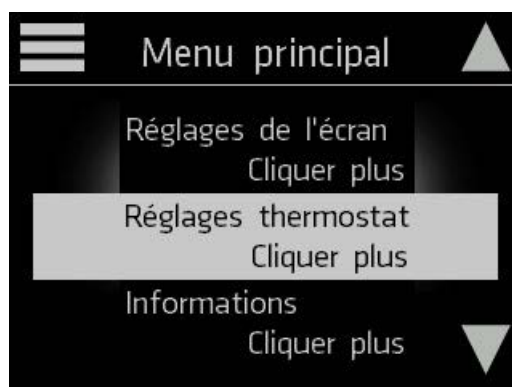 Menu principal
Réglages de l'écran
Cliquer plus
Réglages thermostat
Cliquer plus
Informations
Cliquer plus